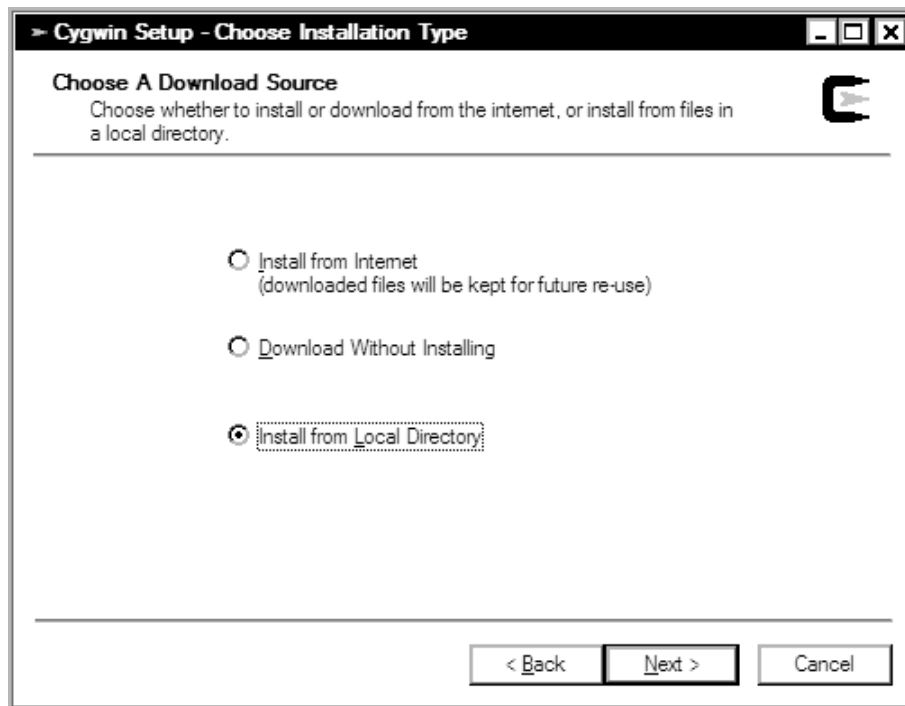 Cygwin Setup - Choose Installation Type
Choose A Download Source
Choose whether to install or download from the internet, or install from files in
a local directory.
Install from Internet
(downloaded files will be kept for future re-use)
Download Without Installing
Install from Local Directory
< Back Next > Cancel